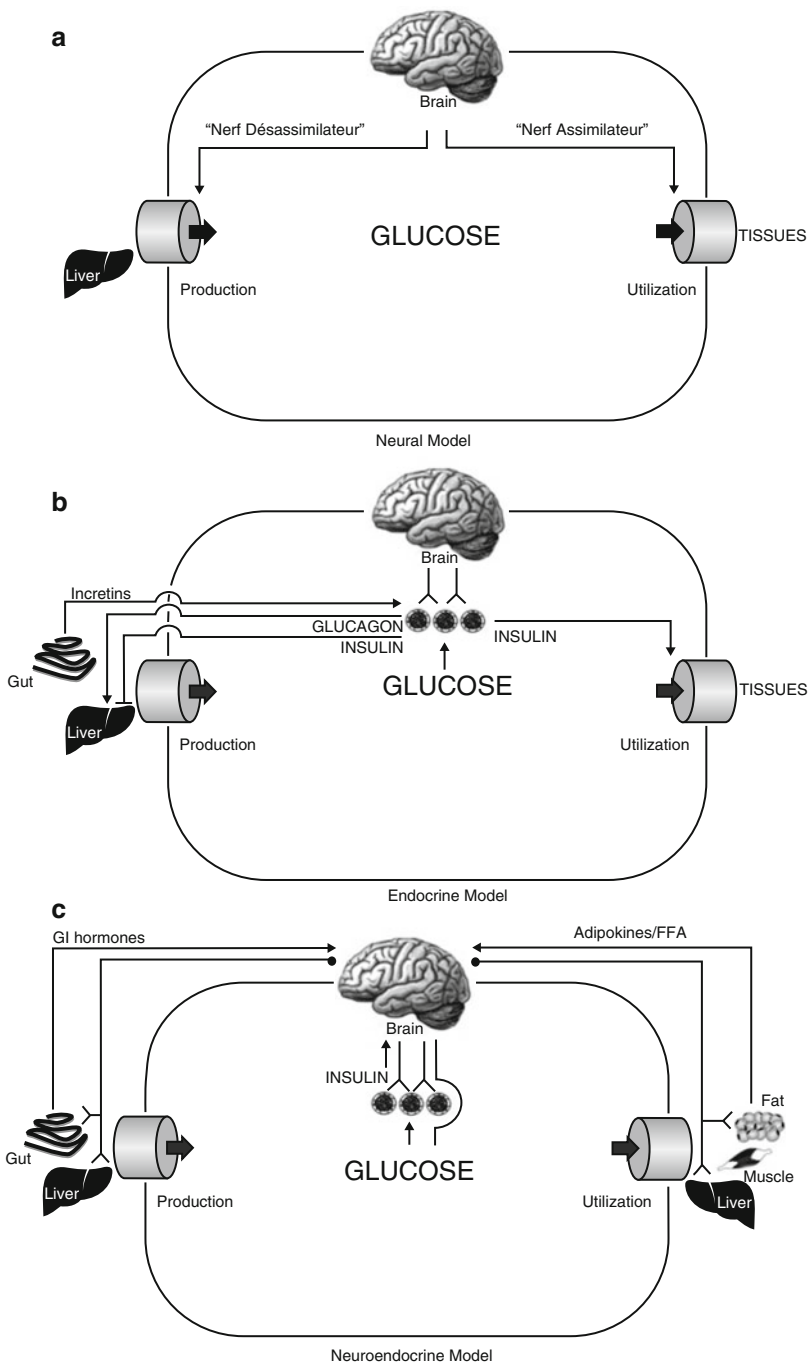 a
Brain
“Nerf Désassimilateur”
“Nerf Assimilateur”
GLUCOSE
TISSUES
Liver
Production
Utilization
Neural Model
b
Brain
Incretins
GLUCAGON
INSULIN
INSULIN
Gut
GLUCOSE
TISSUES
Liver
Production
Utilization
Endocrine Model
c
GI hormones
Adipokines/FFA
Brain
INSULIN
Fat
Gut
GLUCOSE
Muscle
Liver
Production
Utilization
Liver
Neuroendocrine Model